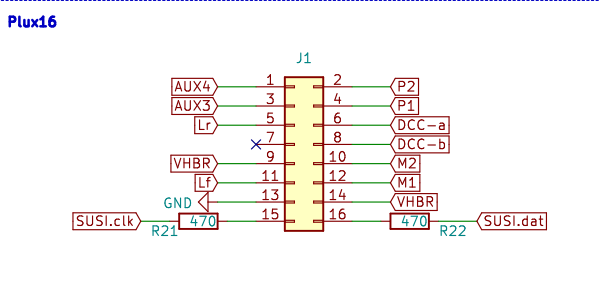 Plux16
J1
AUX4 1 2 P2
AUX3 3 4 P1
Lr 5 6 DCC-a
7 8 DCC-b
VHBR 9 10 M2
Lf 11 12 M1
GND 13 14 VHBR
SUSI.clk 470 15 16 470 SUSI.dat
R21 R22